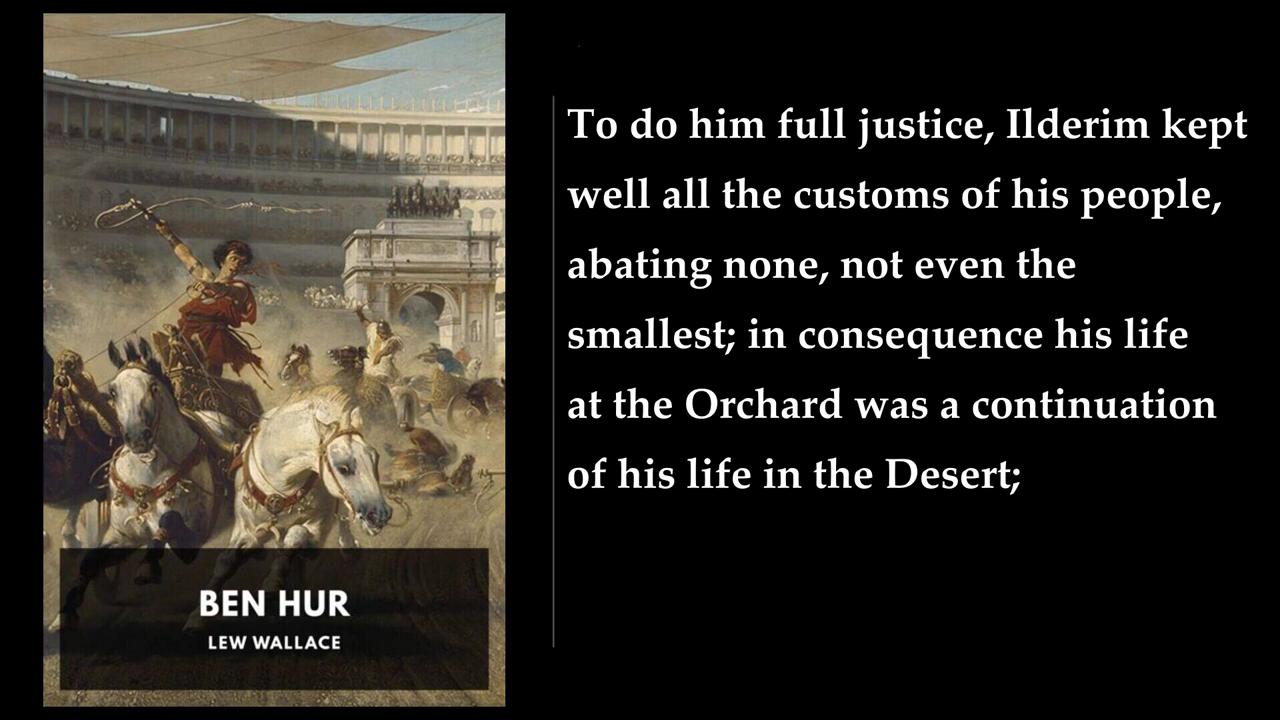 To do him full justice, Ilderim kept
well all the customs of his people,
abating none, not even the
smallest; in consequence his life
at the Orchard was a continuation
of his life in the Desert;
BEN HUR
LEW WALLACE